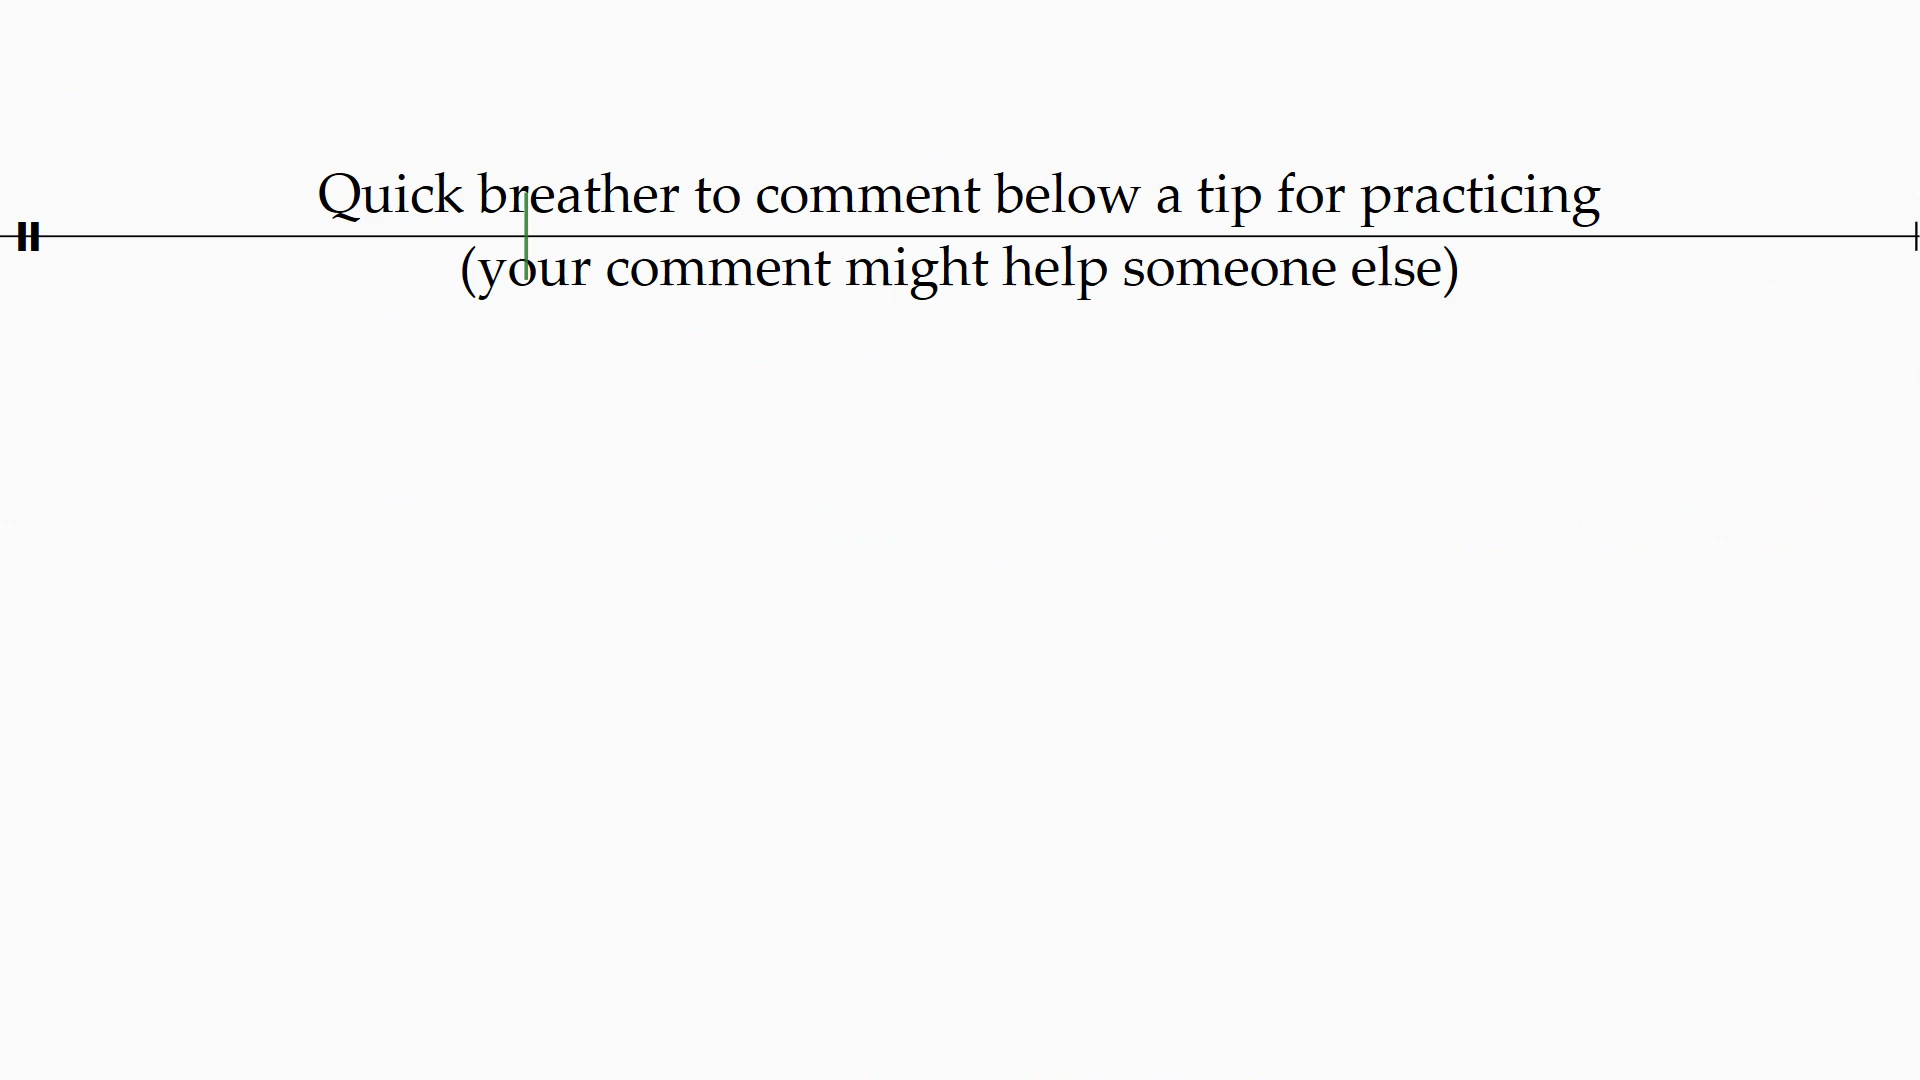 Quick breather to comment below a tip for practicing
(your comment might help someone else)